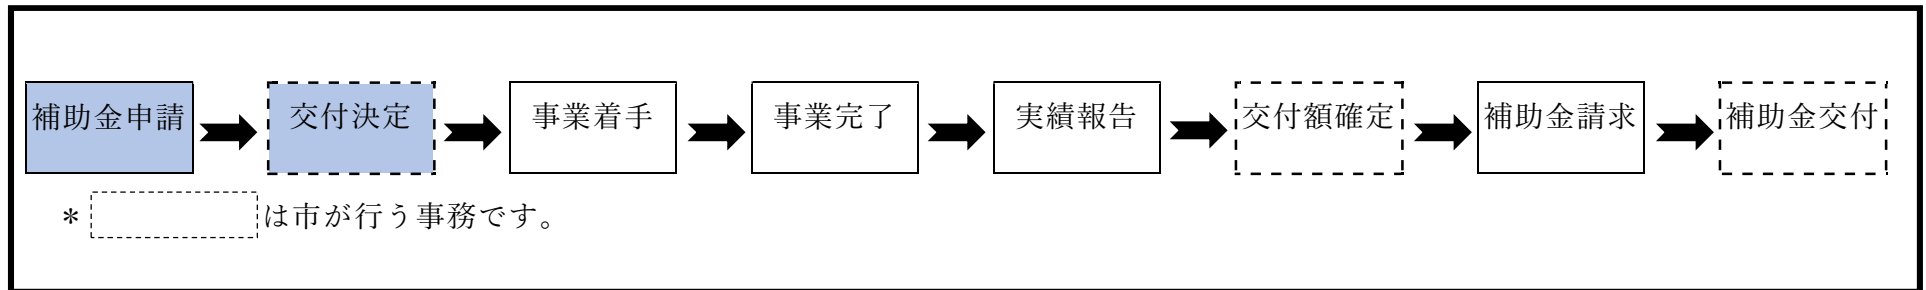 補助金申請 交付決定 事業着手 事業完了 実績報告 交付額確定 補助金請求 補助金交付
* は市が行う事務です。